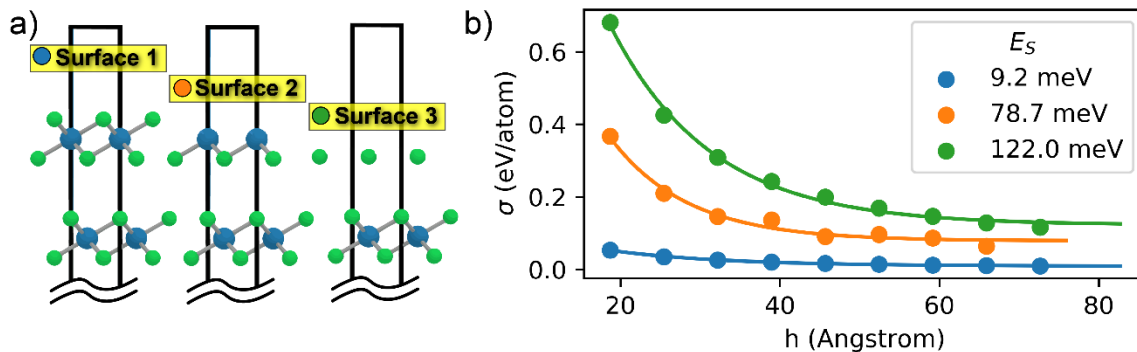 a)
Surface 1
Surface 2
Surface 3
b)
σ (eV/atom)
0.6
0.4
0.2
0.0
20
40
60
80
h (Angstrom)
E_S
9.2 meV
78.7 meV
122.0 meV